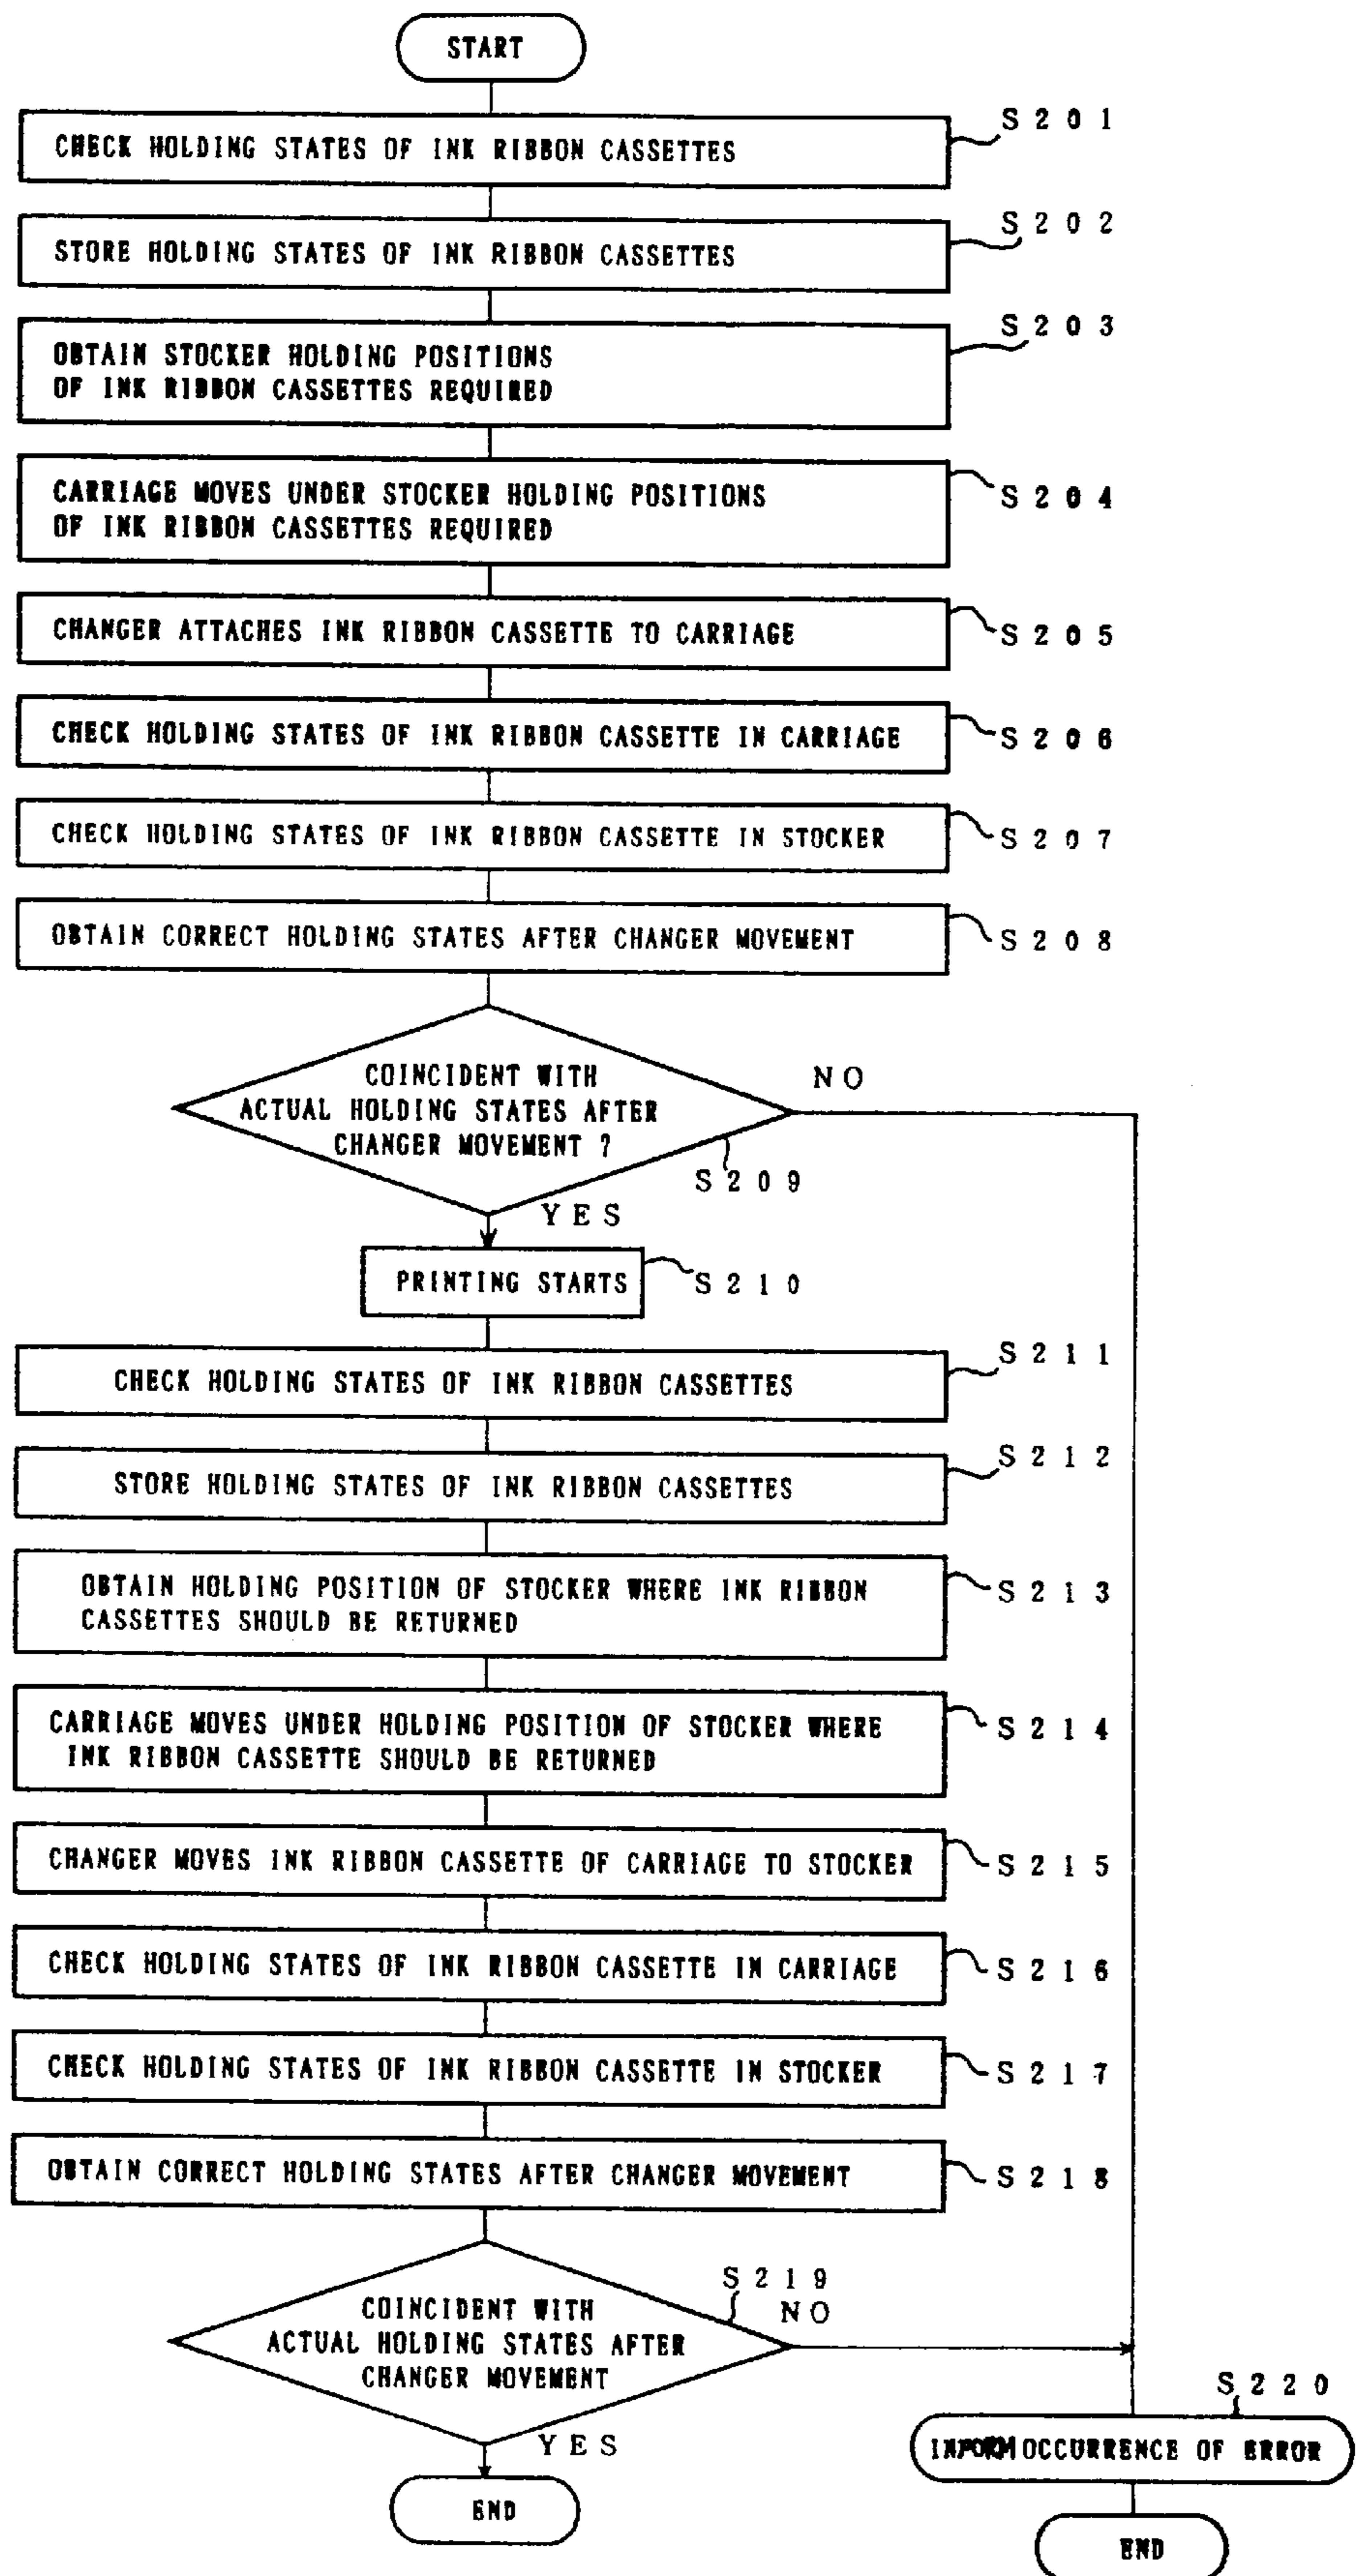 START
S201
CHECK HOLDING STATES OF INK RIBBON CASSETTES
S202
STORE HOLDING STATES OF INK RIBBON CASSETTES
S203
OBTAIN STOCKER HOLDING POSITIONS
OF INK RIBBON CASSETTES REQUIRED
S204
CARRIAGE MOVES UNDER STOCKER HOLDING POSITIONS
OF INK RIBBON CASSETTES REQUIRED
CHANGER ATTACHES INK RIBBON CASSETTE TO CARRIAGE
S205
CHECK HOLDING STATES OF INK RIBBON CASSETTE IN CARRIAGE
S206
CHECK HOLDING STATES OF INK RIBBON CASSETTE IN STOCKER
S207
OBTAIN CORRECT HOLDING STATES AFTER CHANGER MOVEMENT
S208
COINCIDENT WITH
ACTUAL HOLDING STATES AFTER
CHANGER MOVEMENT ?
NO
S209
YES
PRINTING STARTS
S210
S211
CHECK HOLDING STATES OF INK RIBBON CASSETTES
S212
STORE HOLDING STATES OF INK RIBBON CASSETTES
OBTAIN HOLDING POSITION OF STOCKER WHERE INK RIBBON
CASSETTES SHOULD BE RETURNED
S213
CARRIAGE MOVES UNDER HOLDING POSITION OF STOCKER WHERE
INK RIBBON CASSETTE SHOULD BE RETURNED
S214
CHANGER MOVES INK RIBBON CASSETTE OF CARRIAGE TO STOCKER
S215
CHECK HOLDING STATES OF INK RIBBON CASSETTE IN CARRIAGE
S216
CHECK HOLDING STATES OF INK RIBBON CASSETTE IN STOCKER
S217
OBTAIN CORRECT HOLDING STATES AFTER CHANGER MOVEMENT
S218
S219
NO
COINCIDENT WITH
ACTUAL HOLDING STATES AFTER
CHANGER MOVEMENT
YES
END
S220
INFORM OCCURRENCE OF ERROR
END